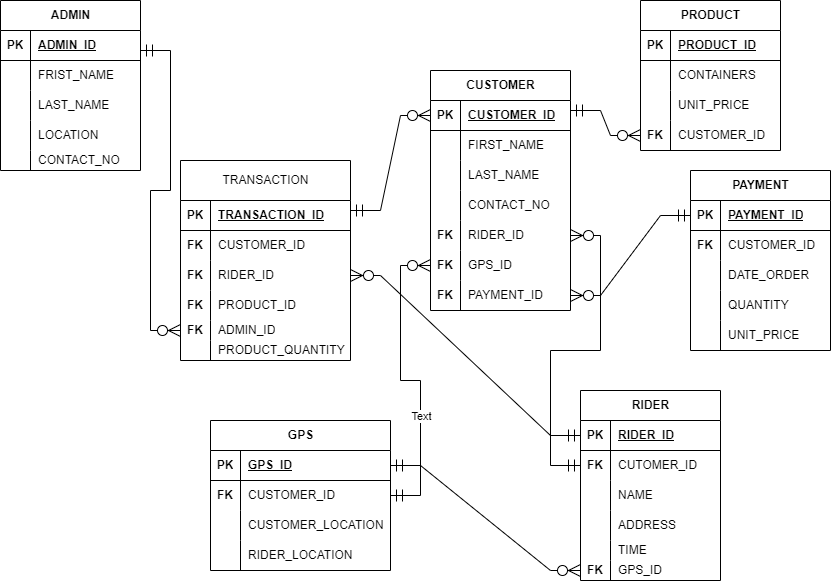 ADMIN
PK ADMIN_ID
FRIST_NAME
LAST_NAME
LOCATION
CONTACT_NO
PRODUCT
PK PRODUCT_ID
CONTAINERS
UNIT_PRICE
FK CUSTOMER_ID
CUSTOMER
PK CUSTOMER_ID
FIRST_NAME
LAST_NAME
CONTACT_NO
FK RIDER_ID
FK GPS_ID
FK PAYMENT_ID
TRANSACTION
PK TRANSACTION_ID
FK CUSTOMER_ID
FK RIDER_ID
FK PRODUCT_ID
FK ADMIN_ID
PRODUCT_QUANTITY
PAYMENT
PK PAYMENT_ID
FK CUSTOMER_ID
DATE_ORDER
QUANTITY
UNIT_PRICE
Text
GPS
PK GPS_ID
FK CUSTOMER_ID
CUSTOMER_LOCATION
RIDER_LOCATION
RIDER
PK RIDER_ID
FK CUTOMER_ID
NAME
ADDRESS
TIME
FK GPS_ID